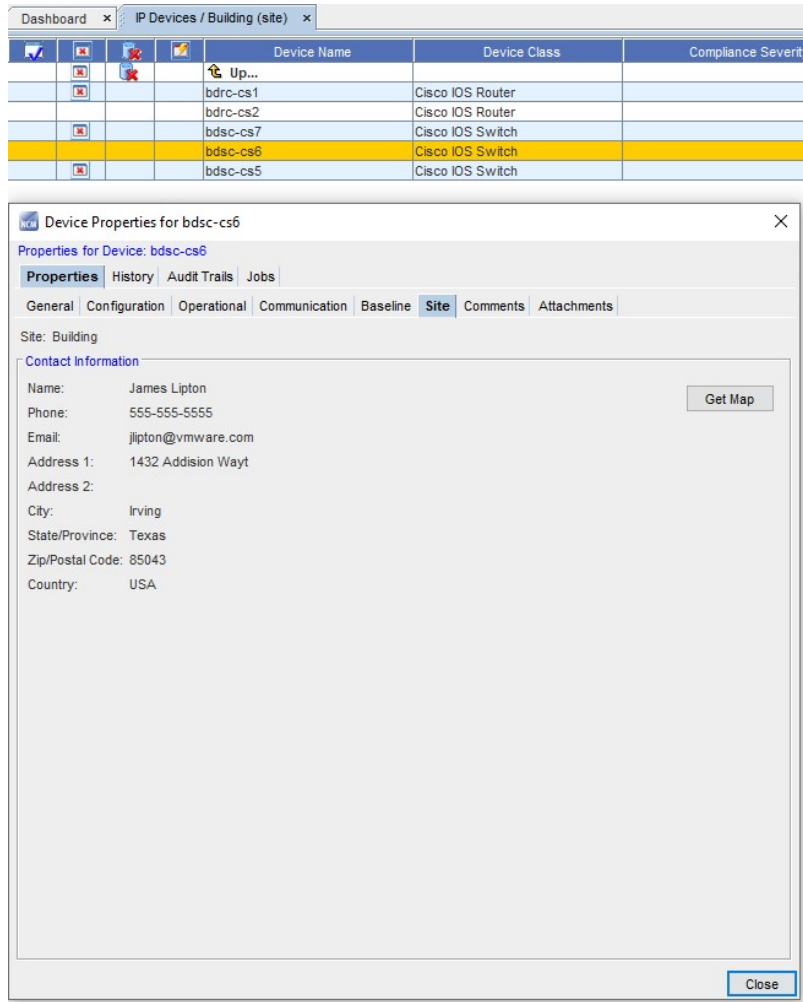 Dashboard × IP Devices / Building (site) ×
Device Name Device Class Compliance Severit
Up...
bdrc-cs1 Cisco IOS Router
bdrc-cs2 Cisco IOS Router
bdsc-cs7 Cisco IOS Switch
bdsc-cs6 Cisco IOS Switch
bdsc-cs5 Cisco IOS Switch
NCM Device Properties for bdsc-cs6
Properties for Device: bdsc-cs6
Properties History Audit Trails Jobs
General Configuration Operational Communication Baseline Site Comments Attachments
Site: Building
Contact Information
Name: James Lipton
Get Map
Phone: 555-555-5555
Email: jlipton@vmware.com
Address 1: 1432 Addision Wayt
Address 2:
City: Irving
State/Province: Texas
Zip/Postal Code: 85043
Country: USA
Close